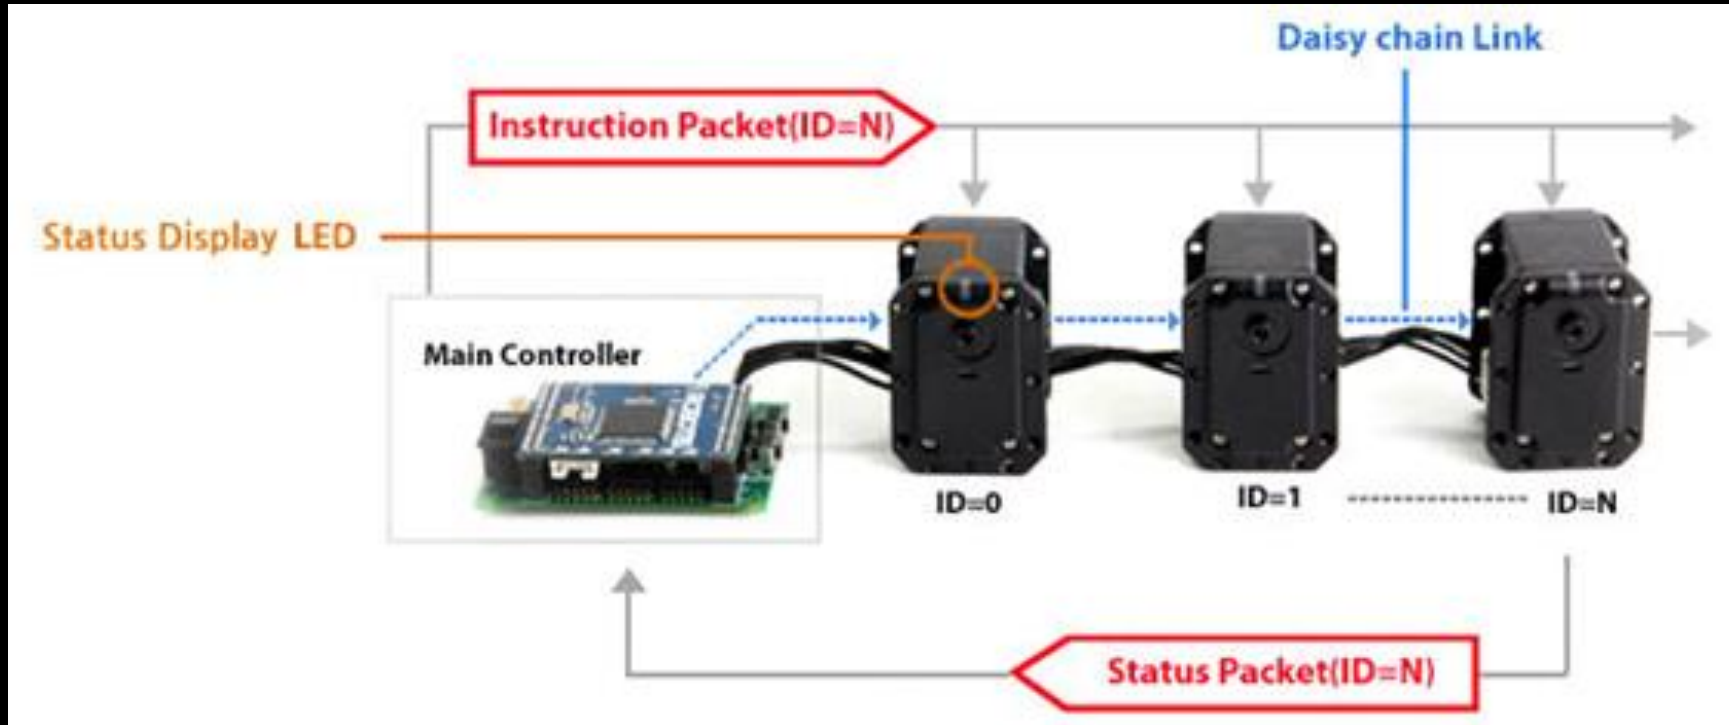 Daisy chain Link
Instruction Packet(ID=N)
Status Display LED
Main Controller
ID=0
ID=1
ID=N
Status Packet(ID=N)